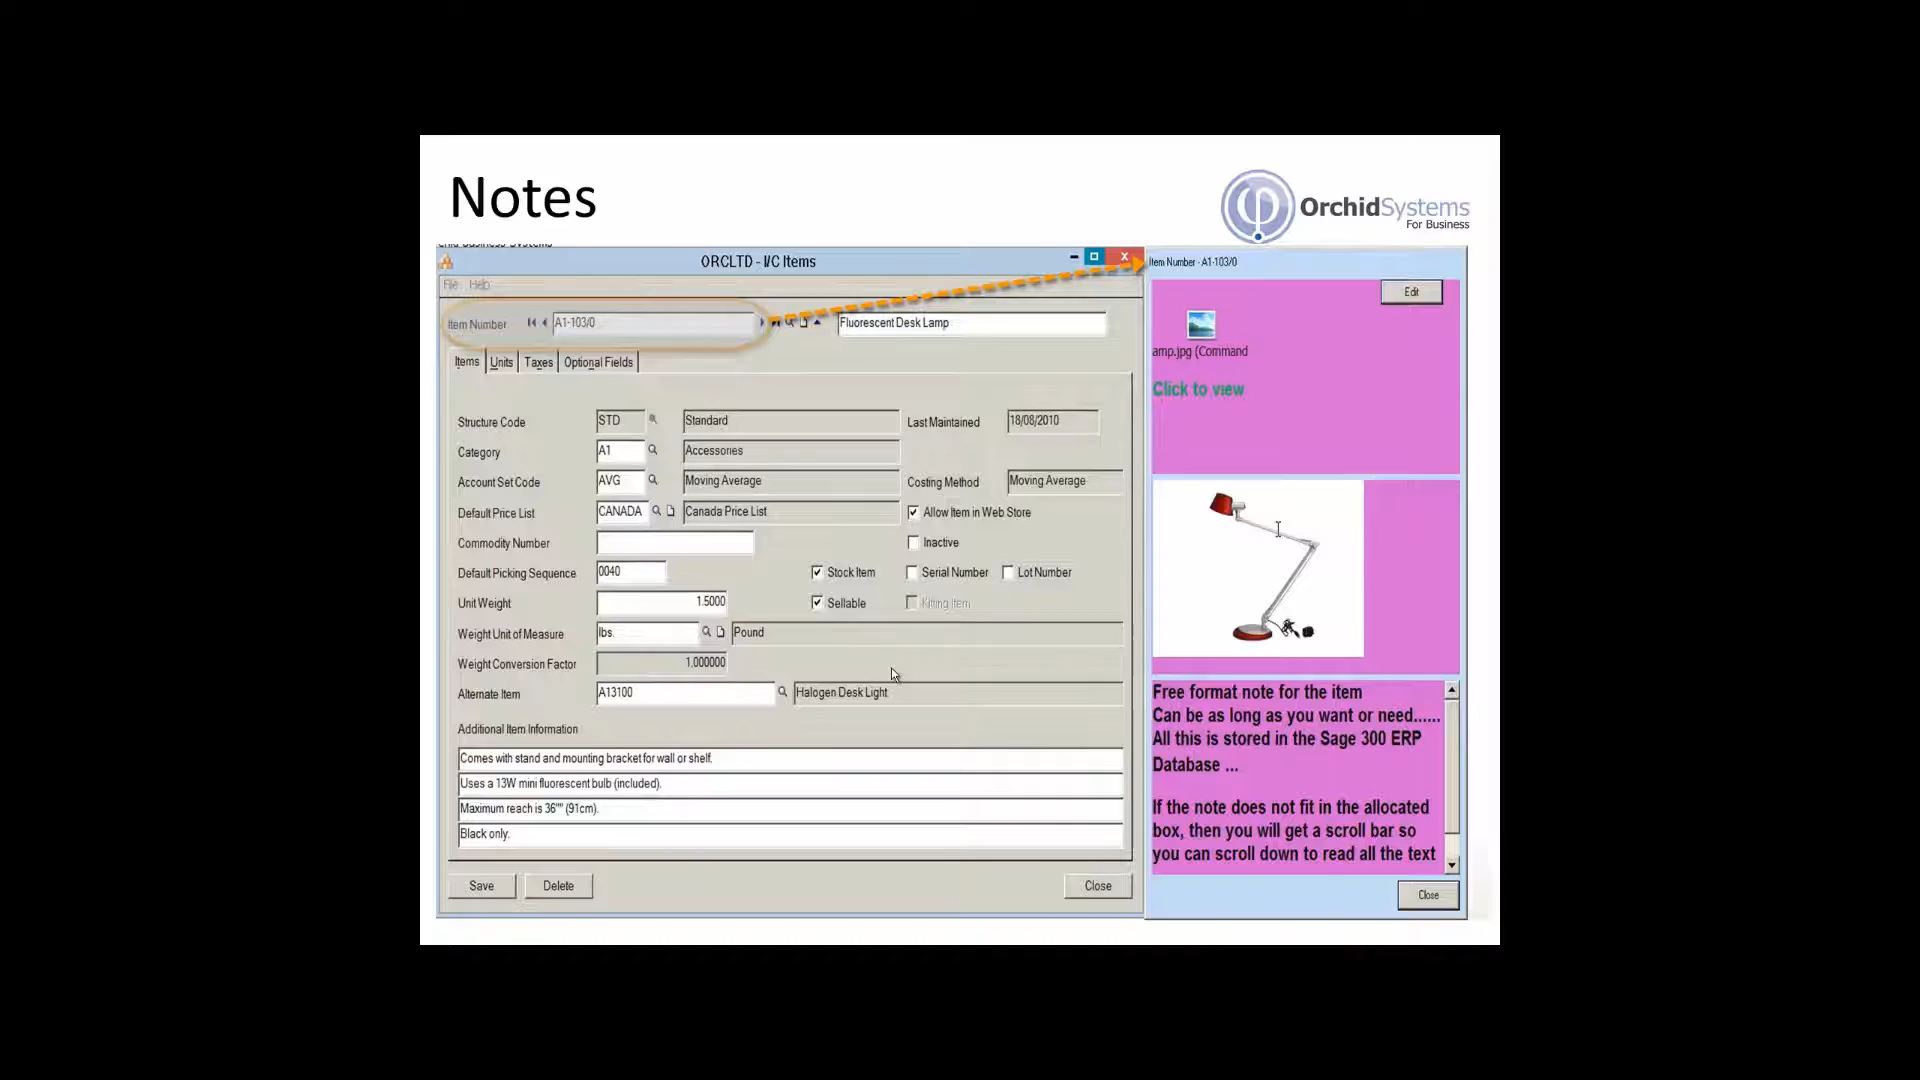 Notes
OrchidSystems
For Business
ORCLTD - I/C Items
X
Item Number - A1-103/0
File Help
Edit
Item Number A1-103/0 Fluorescent Desk Lamp
amp.jpg (Command
Items Units Taxes Optional Fields
Click to view
Structure Code STD Standard Last Maintained 18/08/2010
Category A1 Accessories
Account Set Code AVG Moving Average Costing Method Moving Average
Default Price List CANADA Canada Price List Allow Item in Web Store
Commodity Number Inactive
Default Picking Sequence 0040 Stock Item Serial Number Lot Number
Unit Weight 1.5000 Sellable Kitting Item
Weight Unit of Measure lbs. Pound
Weight Conversion Factor 1.000000
Alternate Item A13100 Halogen Desk Light
Additional Item Information
Comes with stand and mounting bracket for wall or shelf.
Uses a 13W mini fluorescent bulb (included).
Maximum reach is 36"" (91cm).
Black only.
Save Delete Close
Free format note for the item
Can be as long as you want or need......
All this is stored in the Sage 300 ERP
Database ...
If the note does not fit in the allocated
box, then you will get a scroll bar so
you can scroll down to read all the text
Close